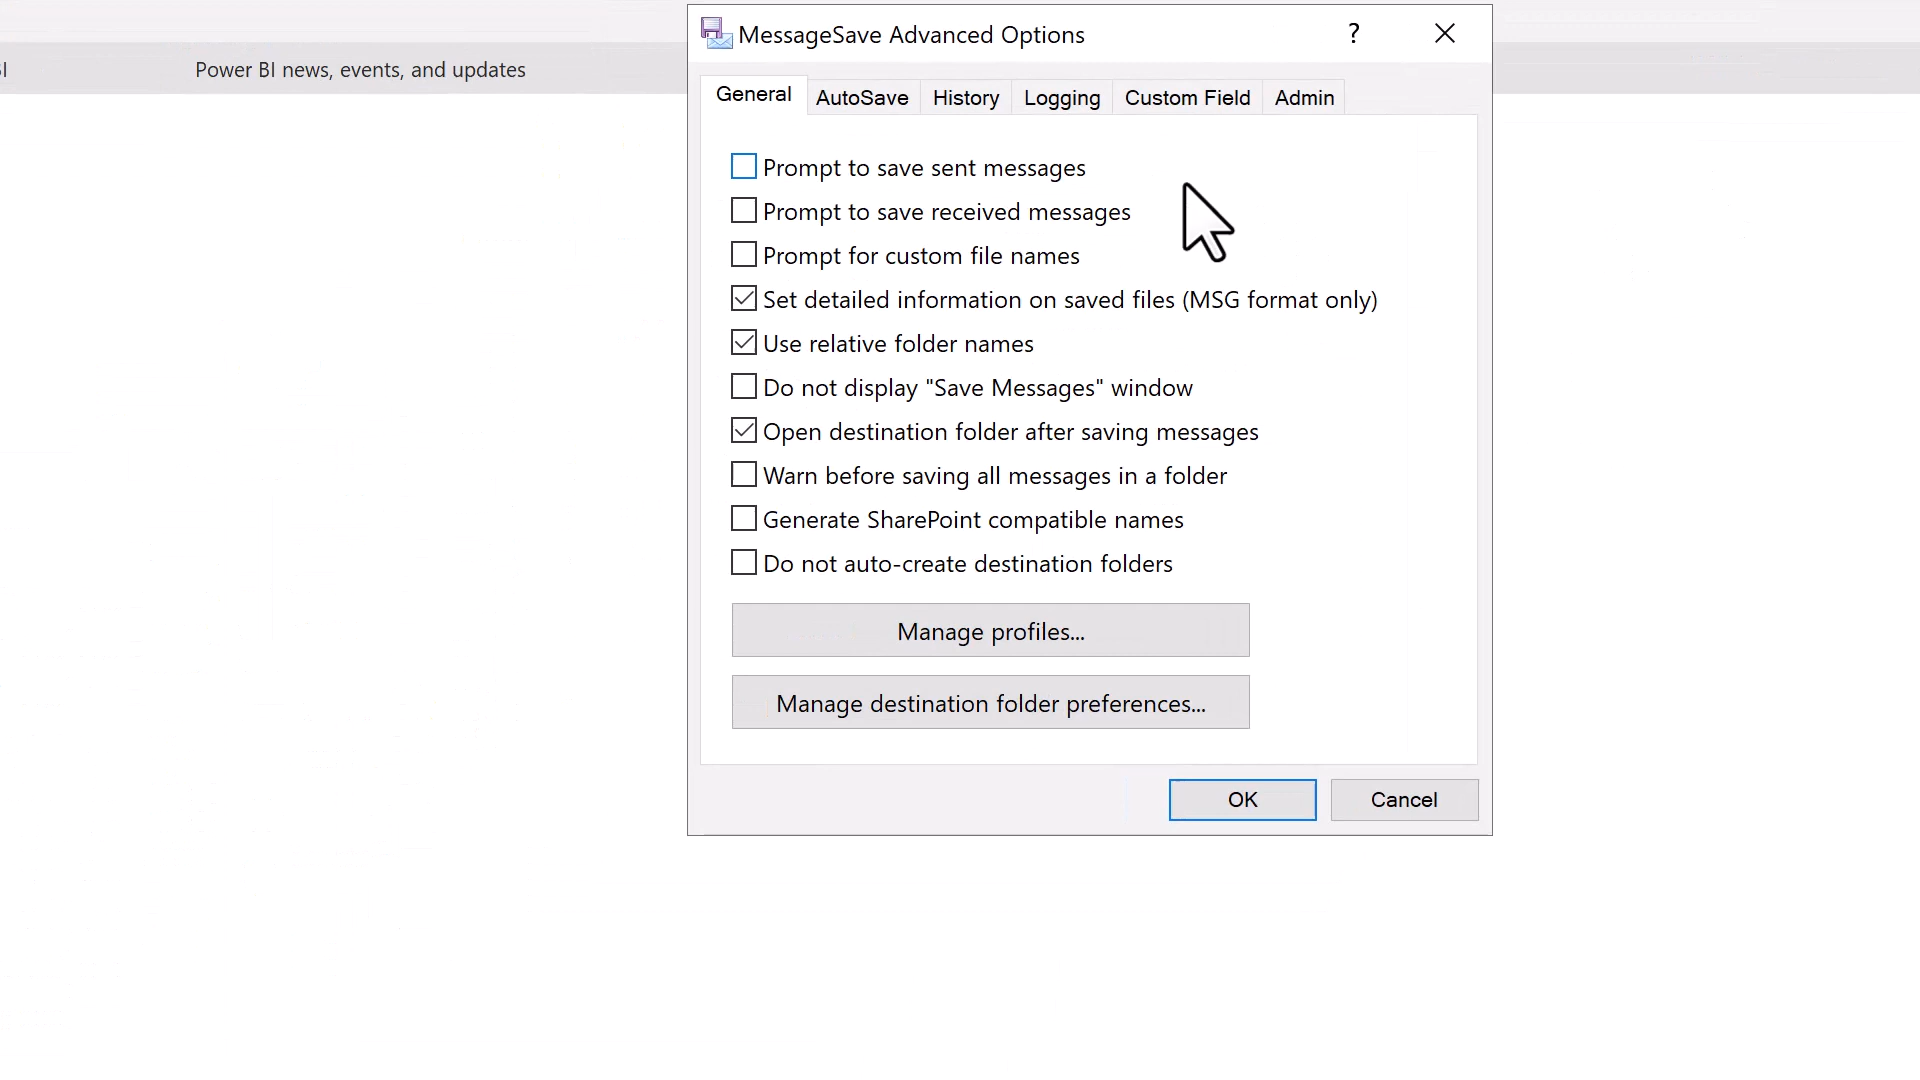 MessageSave Advanced Options
Power BI news, events, and updates
General AutoSave History Logging Custom Field Admin
Prompt to save sent messages
Prompt to save received messages
Prompt for custom file names
Set detailed information on saved files (MSG format only)
Use relative folder names
Do not display "Save Messages" window
Open destination folder after saving messages
Warn before saving all messages in a folder
Generate SharePoint compatible names
Do not auto-create destination folders
Manage profiles...
Manage destination folder preferences...
OK Cancel